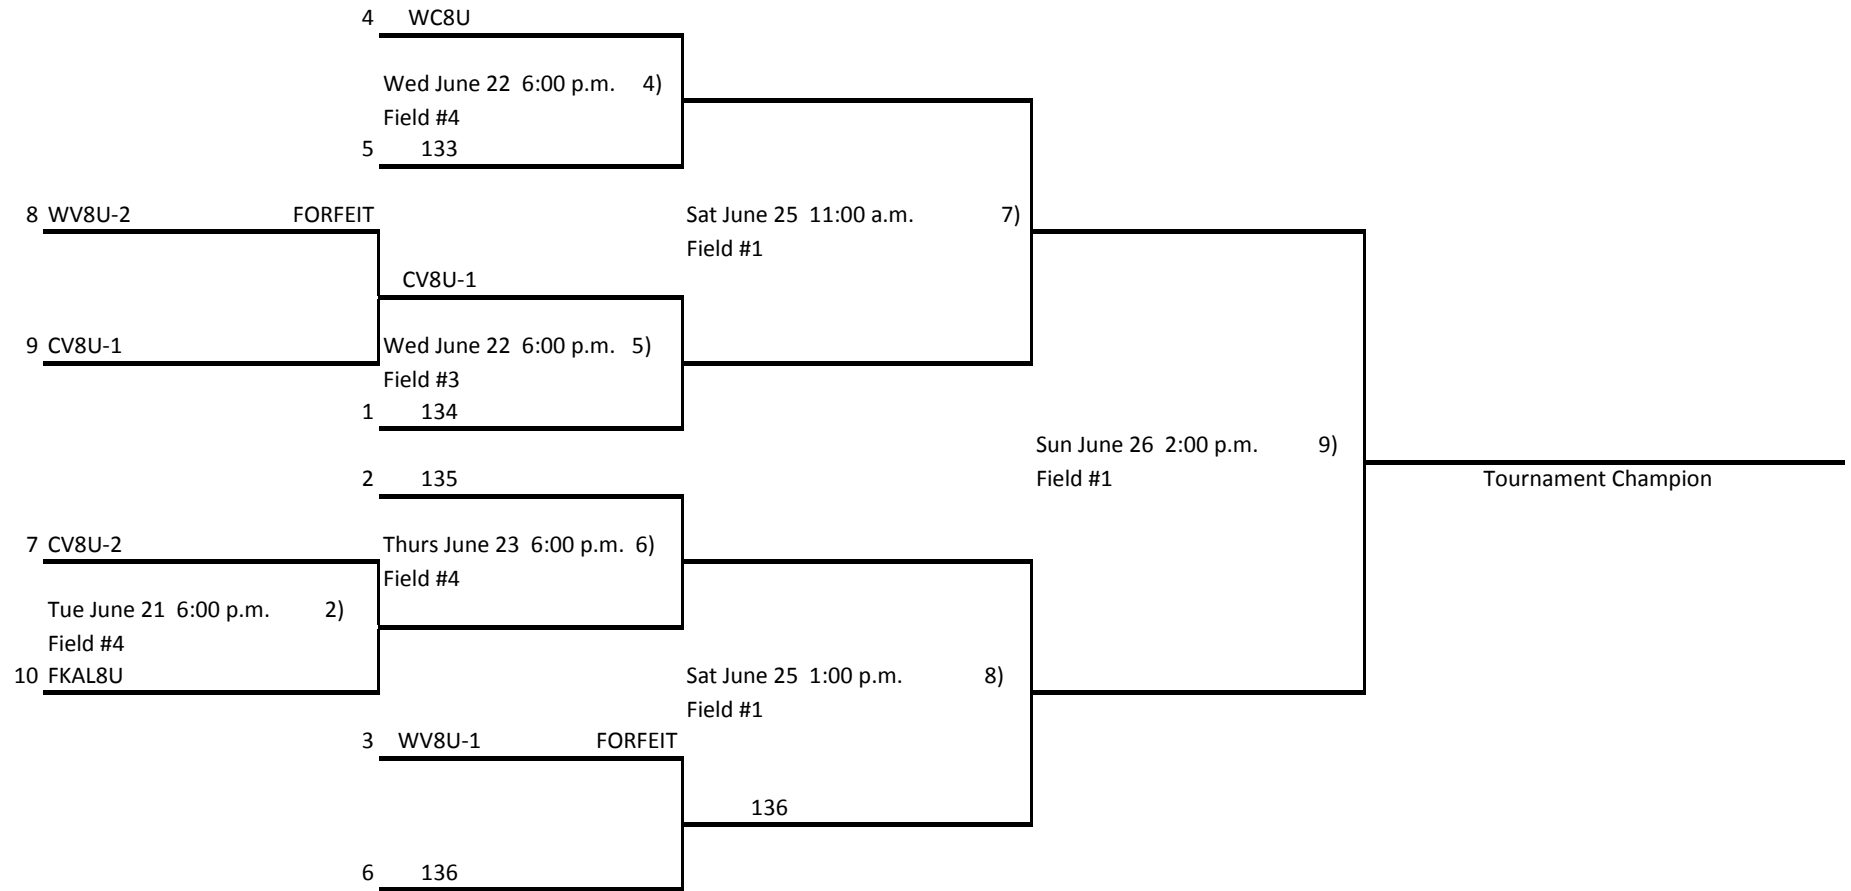 4 WC8U
Wed June 22 6:00 p.m. 4)
Field #4
5 133
8 WV8U-2 FORFEIT
Sat June 25 11:00 a.m. 7)
Field #1
CV8U-1
9 CV8U-1
Wed June 22 6:00 p.m. 5)
Field #3
1 134
Sun June 26 2:00 p.m. 9)
Field #1
Tournament Champion
2 135
7 CV8U-2
Thurs June 23 6:00 p.m. 6)
Field #4
Tue June 21 6:00 p.m. 2)
Field #4
10 FKAL8U
Sat June 25 1:00 p.m. 8)
Field #1
3 WV8U-1 FORFEIT
136
6 136